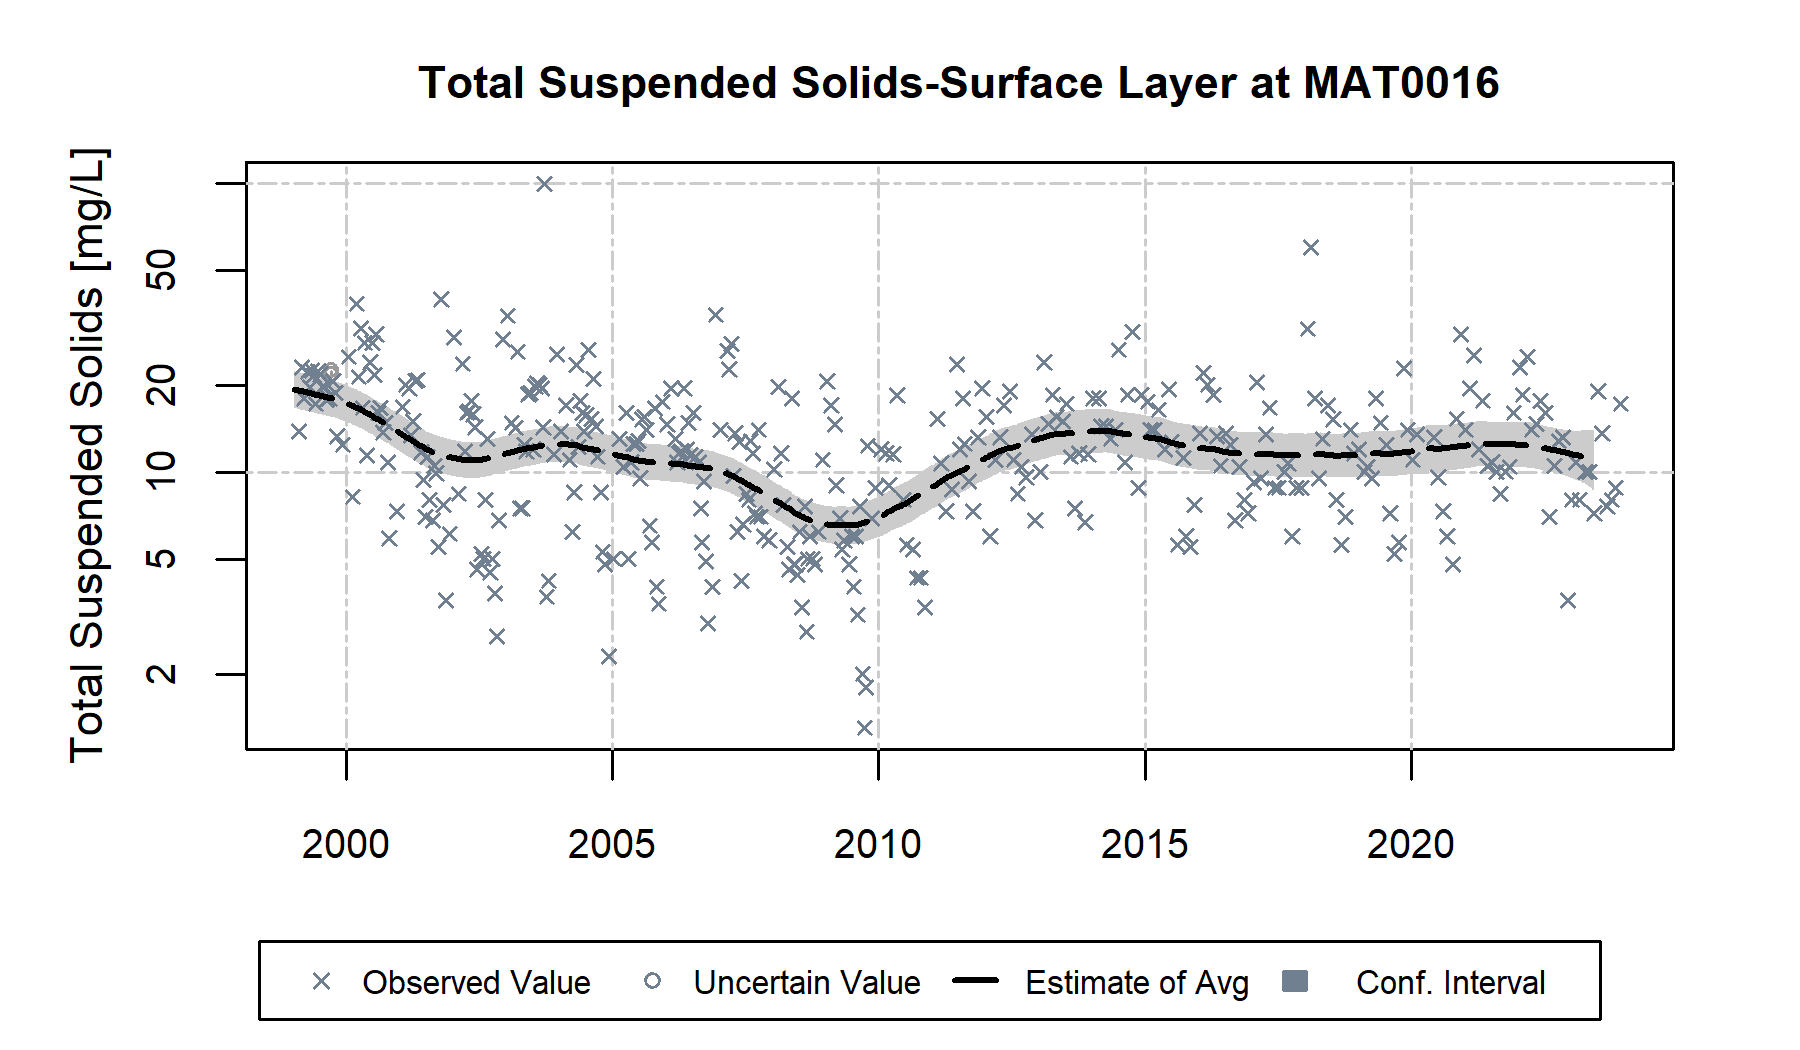 Total Suspended Solids-Surface Layer at MAT0016
Total Suspended Solids [mg/L]
50
20
10
5
2
2000 2005 2010 2015 2020
Observed Value Uncertain Value Estimate of Avg Conf. Interval